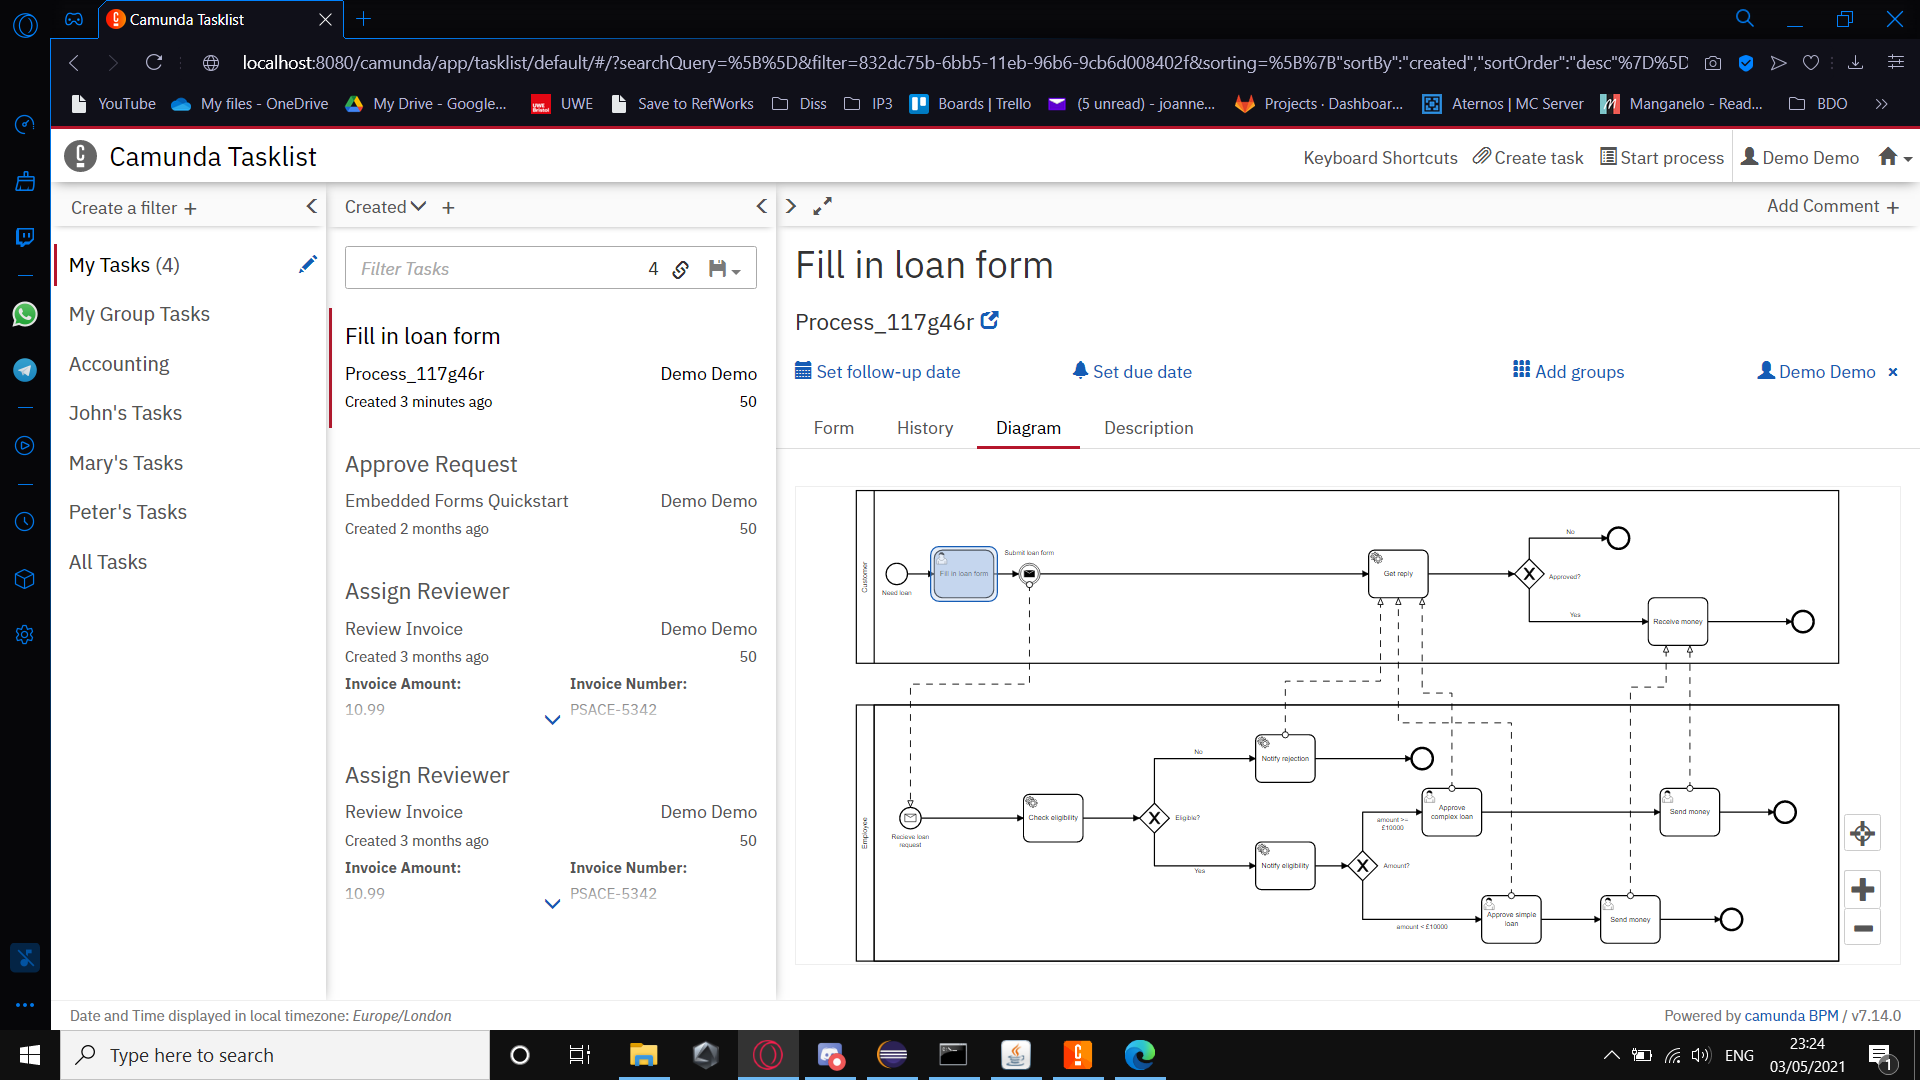 Camunda Tasklist
localhost:8080/camunda/app/tasklist/default/#/?searchQuery=%5B%5D&filter=832dc75b-6bb5-11eb-96b6-9cb6d008402f&sorting=%5B%7B"sortBy":"created","sortOrder":"desc"%7D%5D
YouTube My files - OneDrive My Drive - Google... UWE Save to RefWorks Diss IP3 Boards | Trello (5 unread) - joanne... Projects · Dashboar... Aternos | MC Server Manganelo - Read... BDO
Camunda Tasklist
Keyboard Shortcuts Create task Start process Demo Demo
Create a filter +
Created +
Add Comment +
My Tasks (4)
My Group Tasks
Accounting
John's Tasks
Mary's Tasks
Peter's Tasks
All Tasks
Filter Tasks 4
Fill in loan form
Process_117g46r Demo Demo
Created 3 minutes ago 50
Approve Request
Embedded Forms Quickstart Demo Demo
Created 2 months ago 50
Assign Reviewer
Review Invoice Demo Demo
Created 3 months ago 50
Invoice Amount: Invoice Number:
10.99 PSACE-5342
Assign Reviewer
Review Invoice Demo Demo
Created 3 months ago 50
Invoice Amount: Invoice Number:
10.99 PSACE-5342
Fill in loan form
Process_117g46r
Set follow-up date Set due date Add groups Demo Demo ×
Form History Diagram Description
Customer
Need loan
Fill in loan form
Submit loan form
Get reply
Approved?
No
Yes
Receive money
Employee
Recieve loan
request
Check eligibility
Eligible?
No
Notify rejection
Yes
Notify eligibility
Amount?
amount >=
£10000
Approve
complex loan
Send money
amount < £10000
Approve simple
loan
Send money
Date and Time displayed in local timezone: Europe/London
Powered by camunda BPM / v7.14.0
Type here to search
ENG
23:24
03/05/2021
1